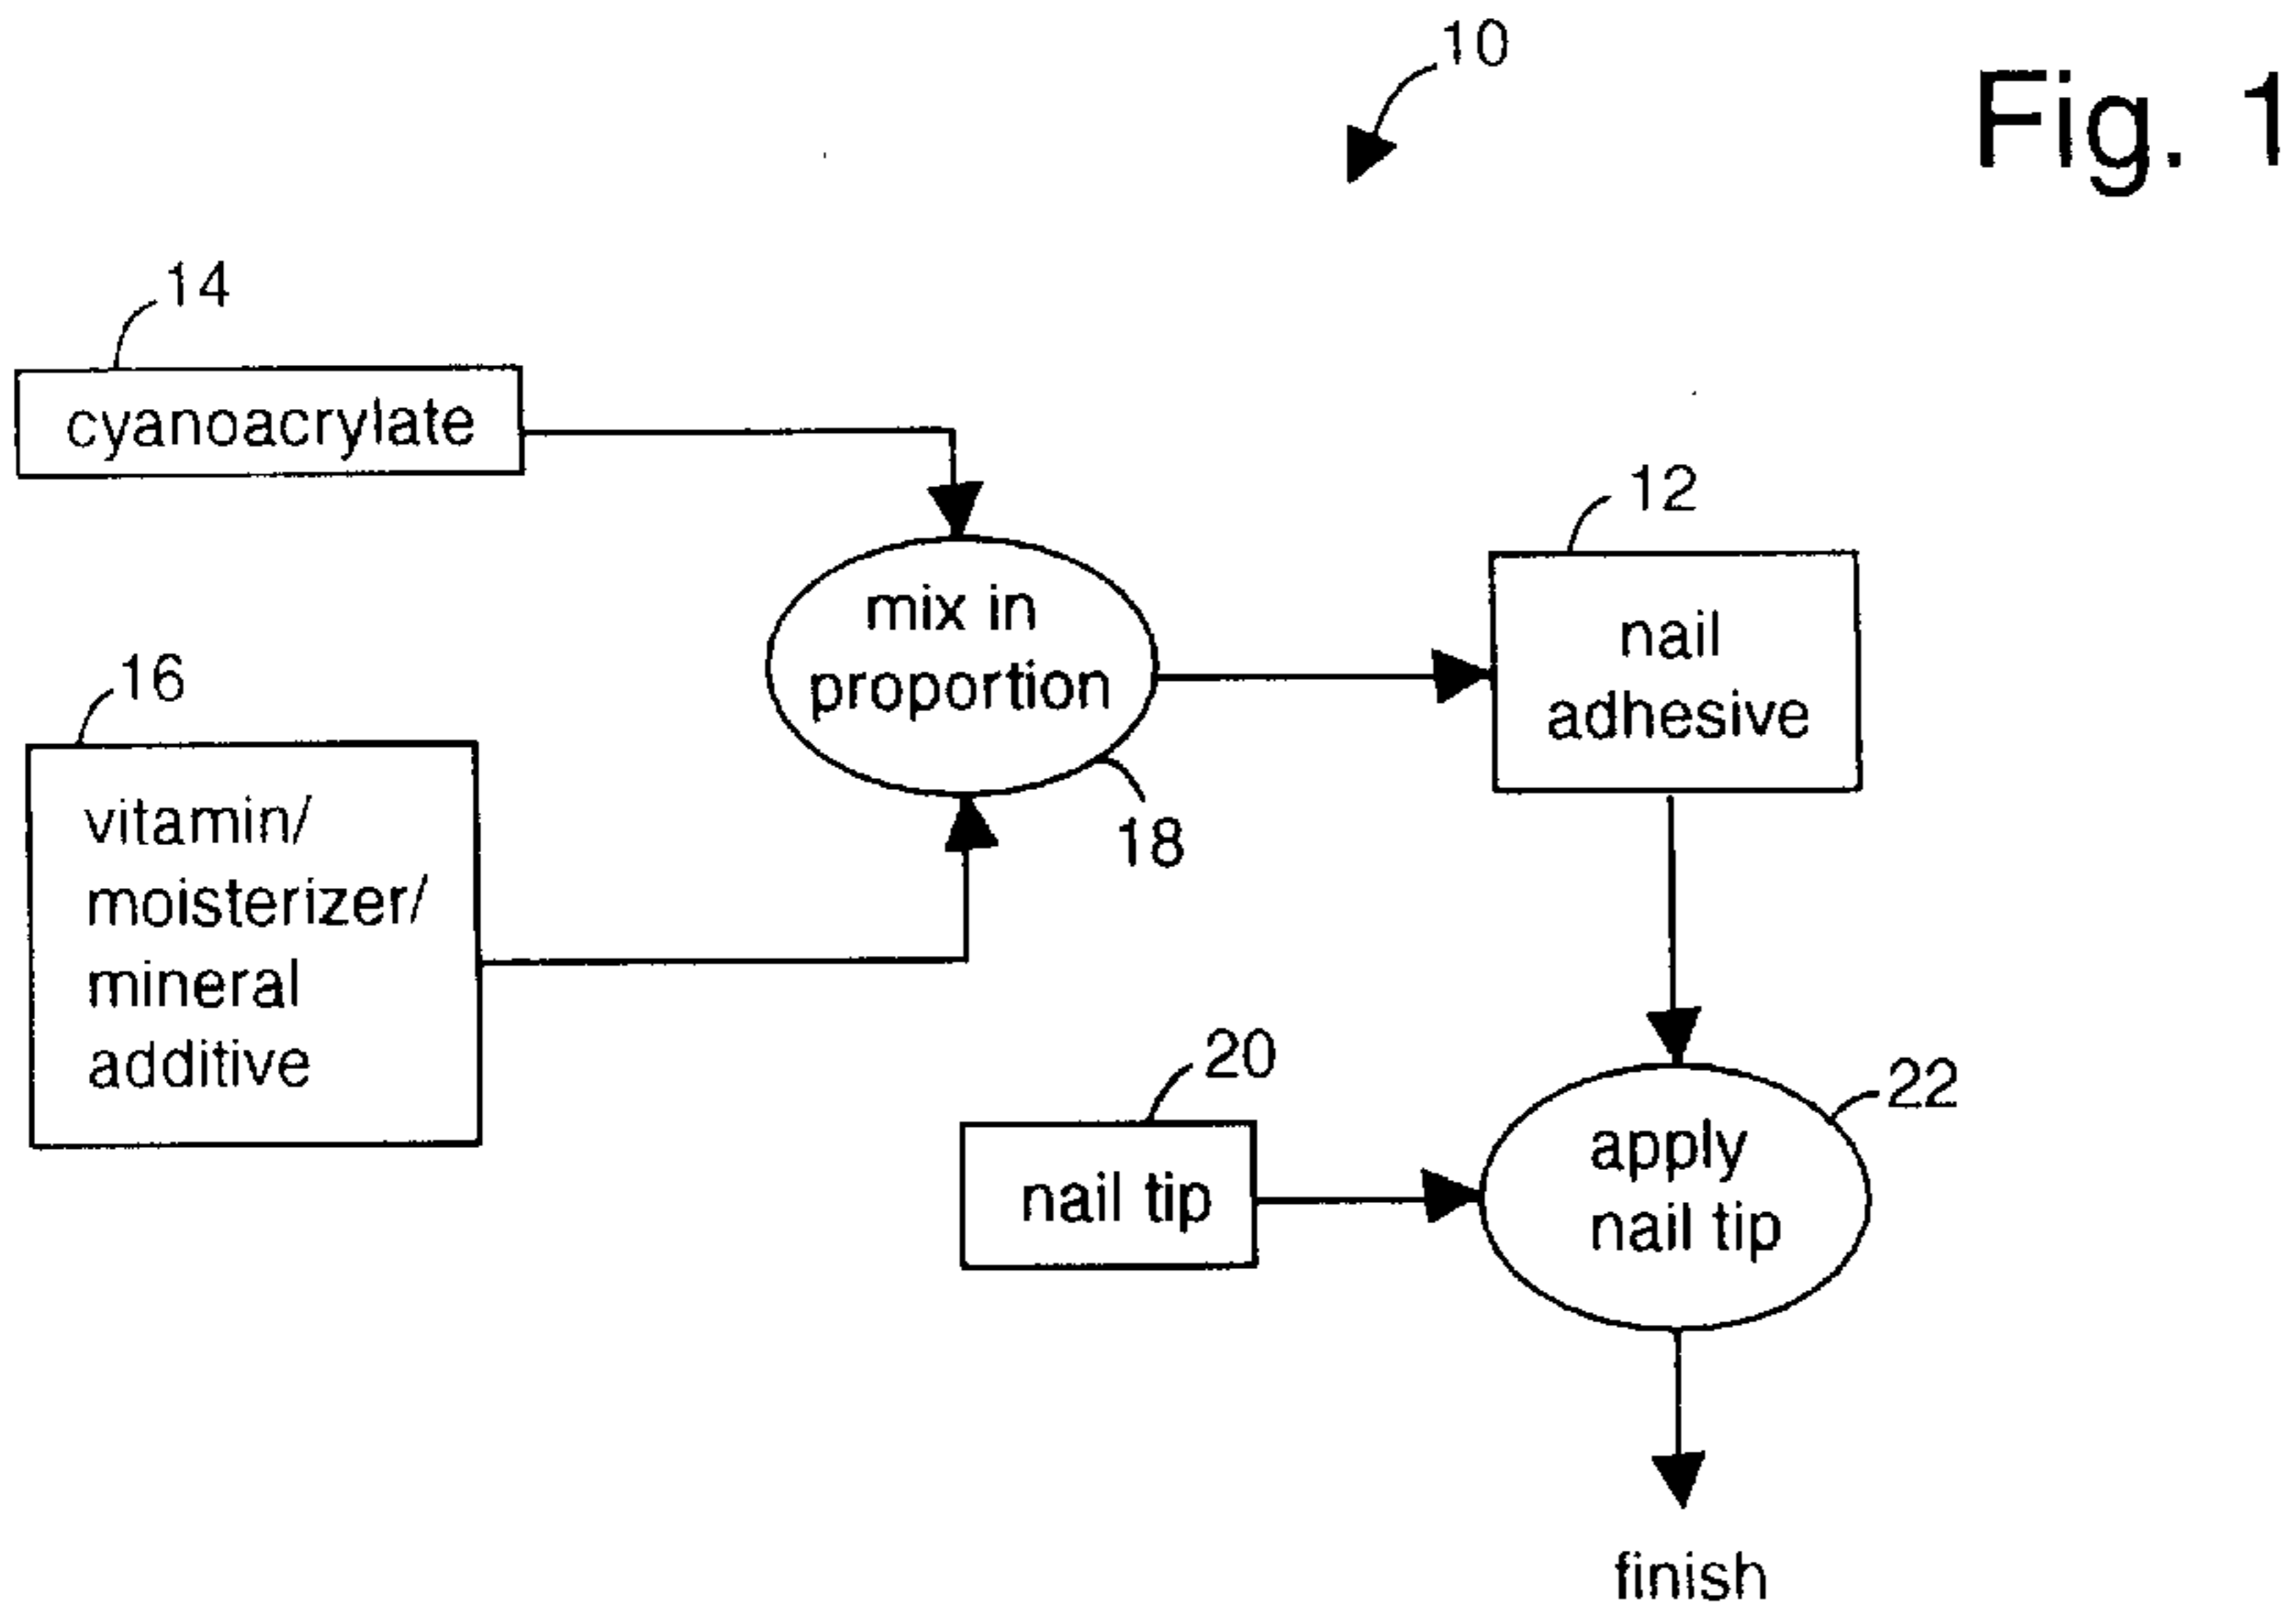 10
Fig. 1
14
cyanoacrylate
12
mix in
proportion
nail
adhesive
16
18
vitamin/
moisterizer/
mineral
additive
20
22
nail tip
apply
nail tip
finish